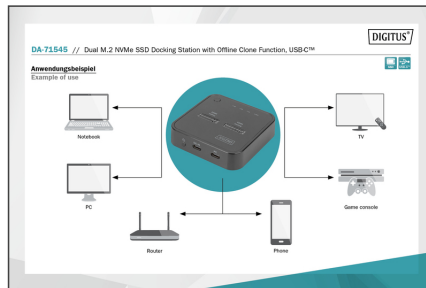 DIGITUS®
DA-71545 // Dual M.2 NVMe SSD Docking Station with Offline Clone Function, USB-C™
Anwendungsbeispiel
Example of use
Notebook
TV
PC
Game console
Router
Phone